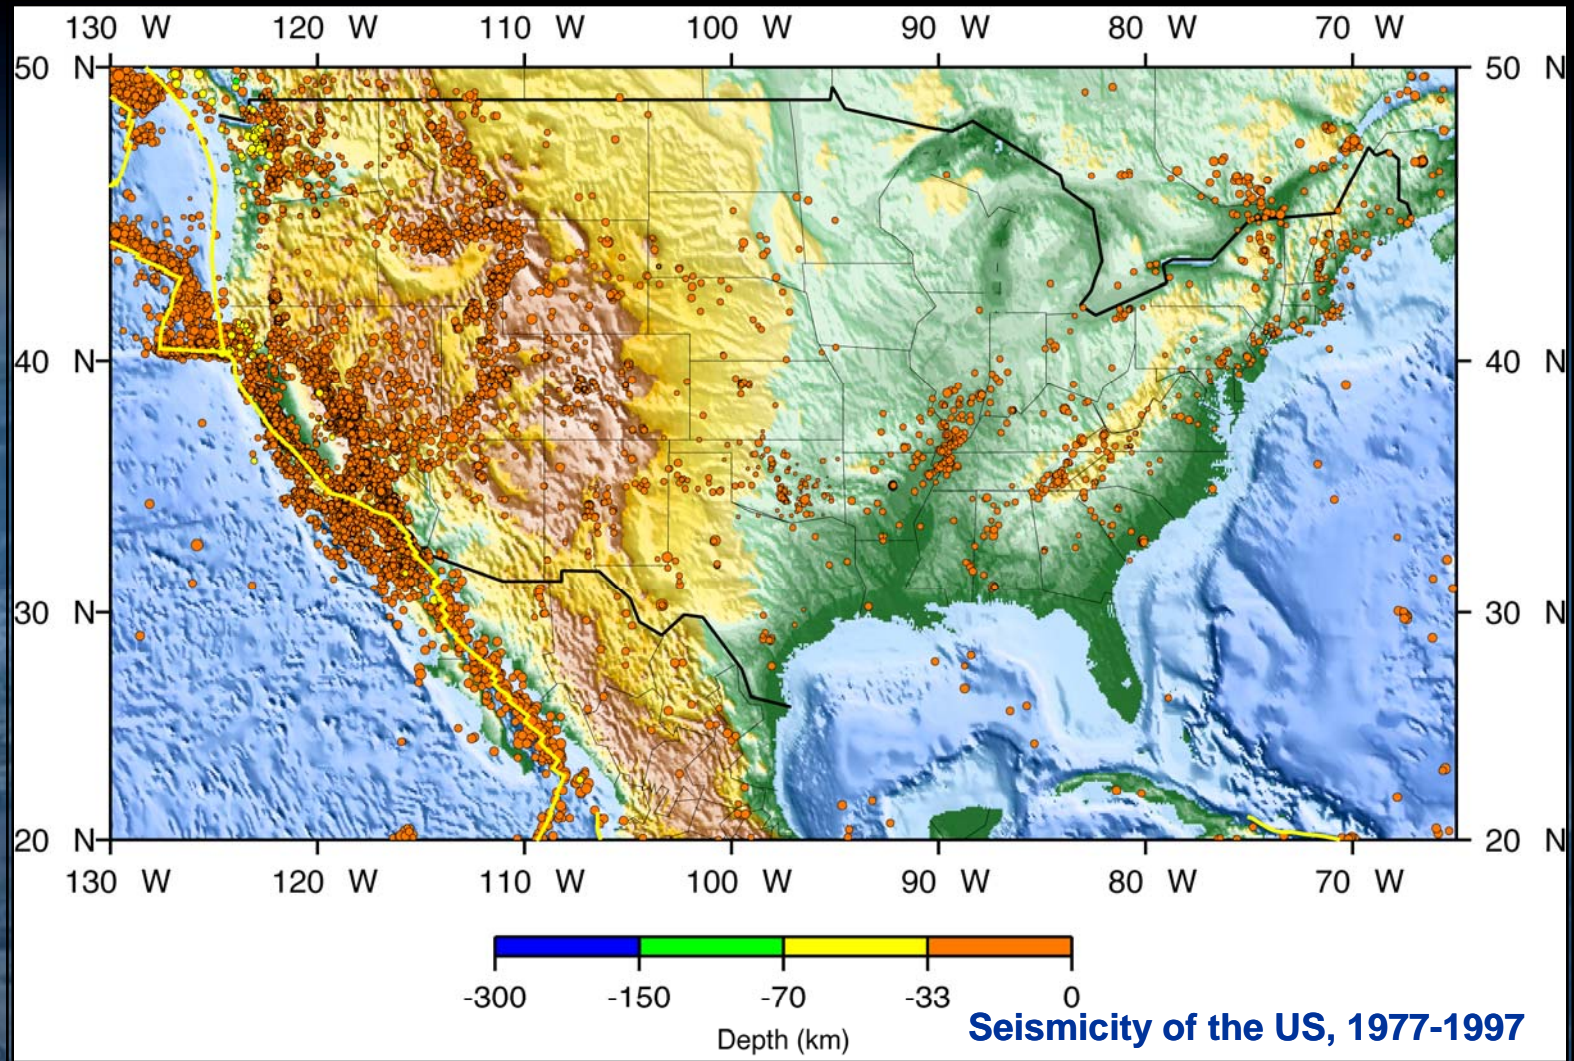 130 W 120 W 110 W 100 W 90 W 80 W 70 W
50 N 50 N
40 N 40 N
30 N 30 N
20 N 20 N
130 W 120 W 110 W 100 W 90 W 80 W 70 W
-300 -150 -70 -33 0
Depth (km)
Seismicity of the US, 1977-1997